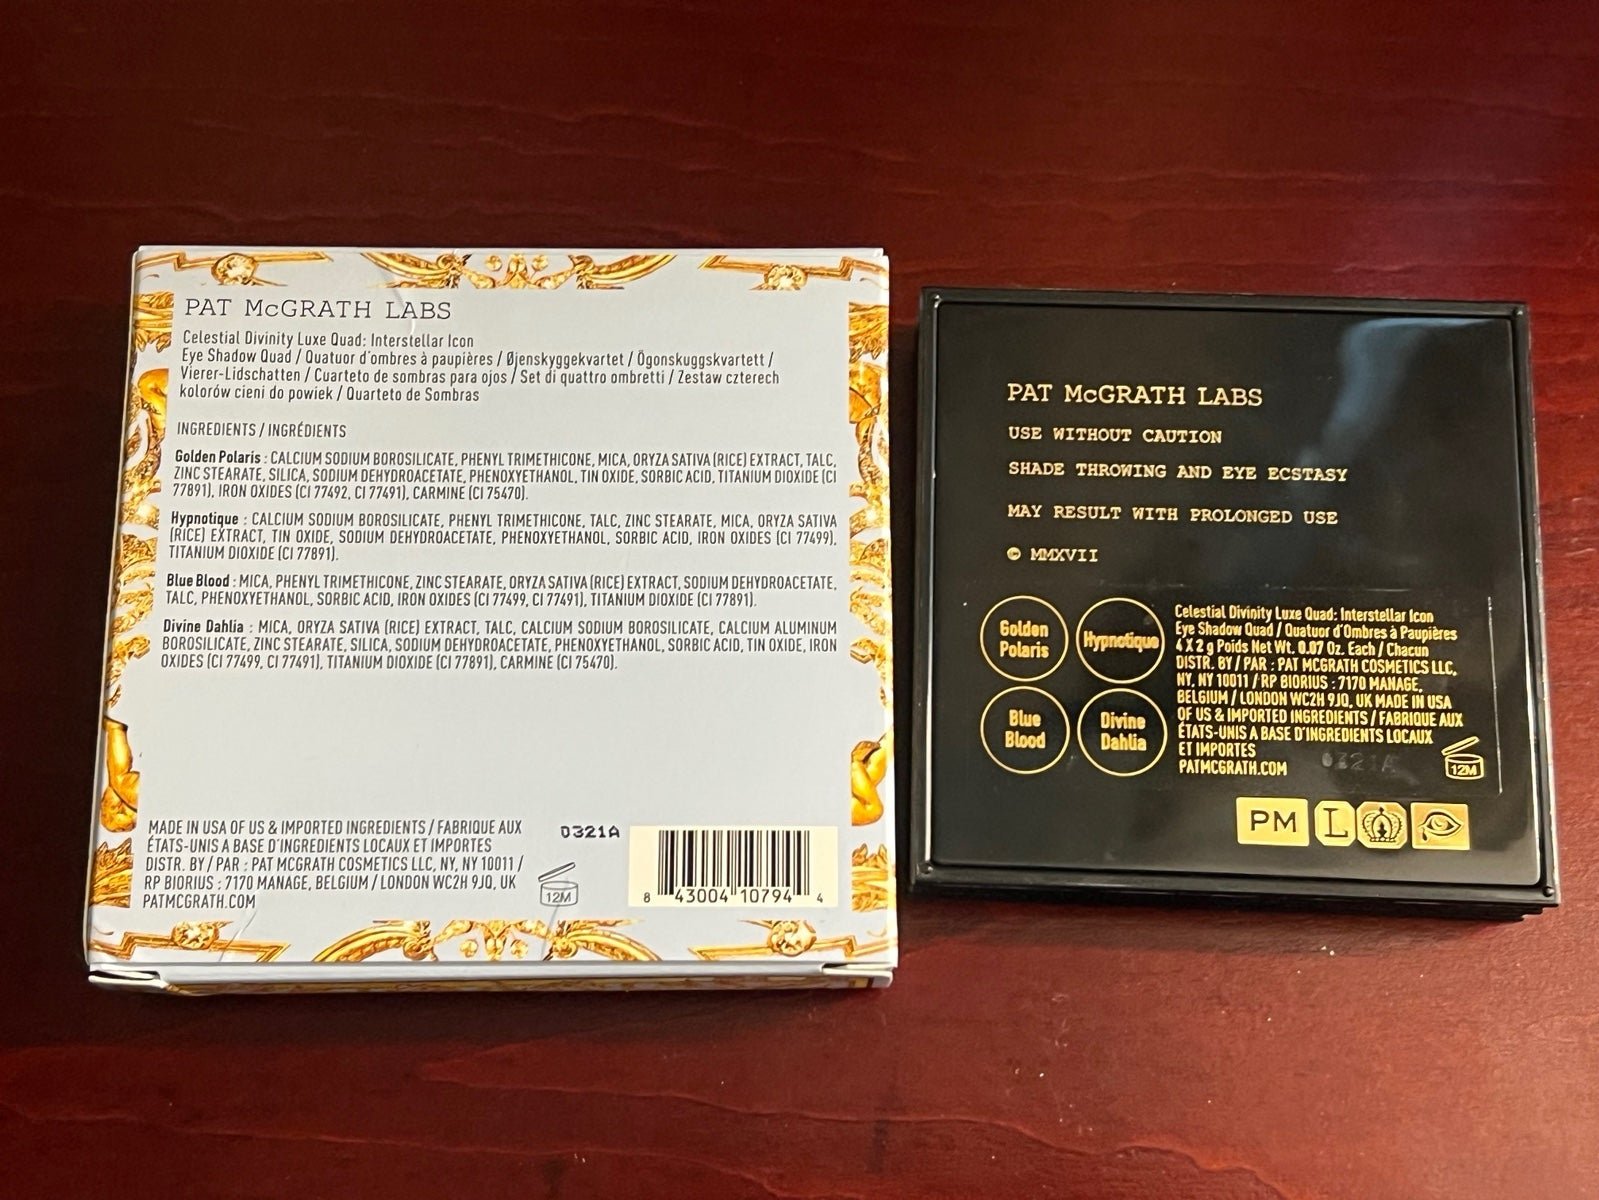 PAT McGRATH LABS
Celestial Divinity Luxe Quad: Interstellar Icon
Eye Shadow Quad / Quatuor d'ombres à paupières / Øjenskyggekvartet / Ögonskuggskvartett /
Vierer-Lidschatten / Cuarteto de sombras para ojos / Set di quattro ombretti / Zestaw czterech
kolorów cieni do powiek / Quarteto de Sombras
INGREDIENTS / INGRÉDIENTS
Golden Polaris : CALCIUM SODIUM BOROSILICATE, PHENYL TRIMETHICONE, MICA, ORYZA SATIVA (RICE) EXTRACT, TALC,
ZINC STEARATE, SILICA, SODIUM DEHYDROACETATE, PHENOXYETHANOL, TIN OXIDE, SORBIC ACID, TITANIUM DIOXIDE (CI
77891), IRON OXIDES (CI 77492, CI 77491), CARMINE (CI 75470).
Hypnotique : CALCIUM SODIUM BOROSILICATE, PHENYL TRIMETHICONE, TALC, ZINC STEARATE, MICA, ORYZA SATIVA
(RICE) EXTRACT, TIN OXIDE, SODIUM DEHYDROACETATE, PHENOXYETHANOL, SORBIC ACID, IRON OXIDES (CI 77499),
TITANIUM DIOXIDE (CI 77891).
Blue Blood : MICA, PHENYL TRIMETHICONE, ZINC STEARATE, ORYZA SATIVA (RICE) EXTRACT, SODIUM DEHYDROACETATE,
TALC, PHENOXYETHANOL, SORBIC ACID, IRON OXIDES (CI 77499, CI 77491), TITANIUM DIOXIDE (CI 77891).
Divine Dahlia : MICA, ORYZA SATIVA (RICE) EXTRACT, TALC, CALCIUM SODIUM BOROSILICATE, CALCIUM ALUMINUM
BOROSILICATE, ZINC STEARATE, SILICA, SODIUM DEHYDROACETATE, PHENOXYETHANOL, SORBIC ACID, TIN OXIDE, IRON
OXIDES (CI 77499, CI 77491), TITANIUM DIOXIDE (CI 77891), CARMINE (CI 75470).
MADE IN USA OF US & IMPORTED INGREDIENTS / FABRIQUE AUX
ÉTATS-UNIS A BASE D'INGREDIENTS LOCAUX ET IMPORTES
DISTR. BY / PAR : PAT MCGRATH COSMETICS LLC, NY, NY 10011 /
RP BIORIUS : 7170 MANAGE, BELGIUM / LONDON WC2H 9JQ, UK
PATMCGRATH.COM
0321A
12M
8 43004 10794 4
PAT McGRATH LABS
USE WITHOUT CAUTION
SHADE THROWING AND EYE ECSTASY
MAY RESULT WITH PROLONGED USE
© MMXVII
Golden
Polaris
Hypnotique
Blue
Blood
Divine
Dahlia
Celestial Divinity Luxe Quad: Interstellar Icon
Eye Shadow Quad / Quatuor d'Ombres à Paupières
4 X 2 g Poids Net Wt. 0.07 Oz. Each / Chacun
DISTR. BY / PAR : PAT MCGRATH COSMETICS LLC,
NY, NY 10011 / RP BIORIUS : 7170 MANAGE,
BELGIUM / LONDON WC2H 9JQ, UK MADE IN USA
OF US & IMPORTED INGREDIENTS / FABRIQUE AUX
ÉTATS-UNIS A BASE D'INGREDIENTS LOCAUX
ET IMPORTES
PATMCGRATH.COM
0321A
12M
PM L